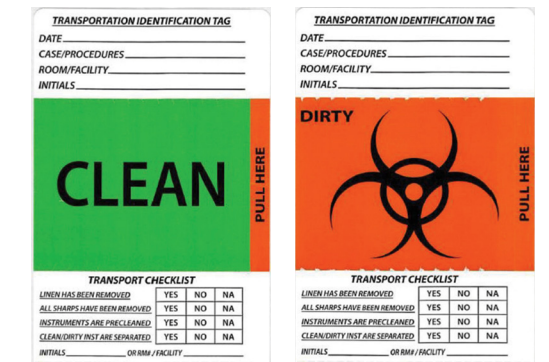 TRANSPORTATION IDENTIFICATION TAG
DATE
CASE/PROCEDURES
ROOM/FACILITY
INITIALS
CLEAN
PULL HERE
TRANSPORT CHECKLIST
LINEN HAS BEEN REMOVED YES NO NA
ALL SHARPS HAVE BEEN REMOVED YES NO NA
INSTRUMENTS ARE PRECLEANED YES NO NA
CLEAN/DIRTY INST ARE SEPARATED YES NO NA
INITIALS OR RM# / FACILITY
TRANSPORTATION IDENTIFICATION TAG
DATE
CASE/PROCEDURES
ROOM/FACILITY
INITIALS
DIRTY
PULL HERE
TRANSPORT CHECKLIST
LINEN HAS BEEN REMOVED YES NO NA
ALL SHARPS HAVE BEEN REMOVED YES NO NA
INSTRUMENTS ARE PRECLEANED YES NO NA
CLEAN/DIRTY INST ARE SEPARATED YES NO NA
INITIALS OR RM# / FACILITY